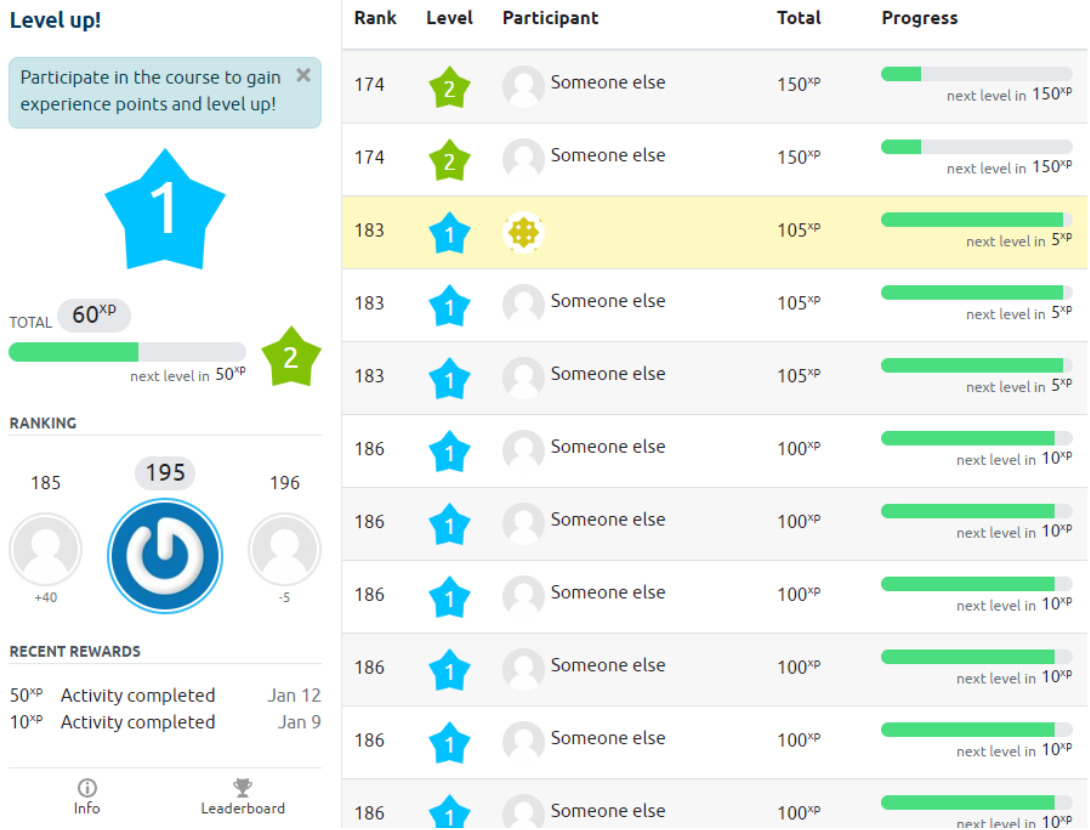 Level up!
Participate in the course to gain
experience points and level up!
1
TOTAL 60xp
next level in 50xp
2
RANKING
185 195 196
+40 -5
RECENT REWARDS
50xp Activity completed Jan 12
10xp Activity completed Jan 9
Info Leaderboard
Rank Level Participant Total Progress
174 2 Someone else 150xp
next level in 150xp
174 2 Someone else 150xp
next level in 150xp
183 1 105xp
next level in 5xp
183 1 Someone else 105xp
next level in 5xp
183 1 Someone else 105xp
next level in 5xp
186 1 Someone else 100xp
next level in 10xp
186 1 Someone else 100xp
next level in 10xp
186 1 Someone else 100xp
next level in 10xp
186 1 Someone else 100xp
next level in 10xp
186 1 Someone else 100xp
next level in 10xp
186 1 Someone else 100xp
next level in 10xp